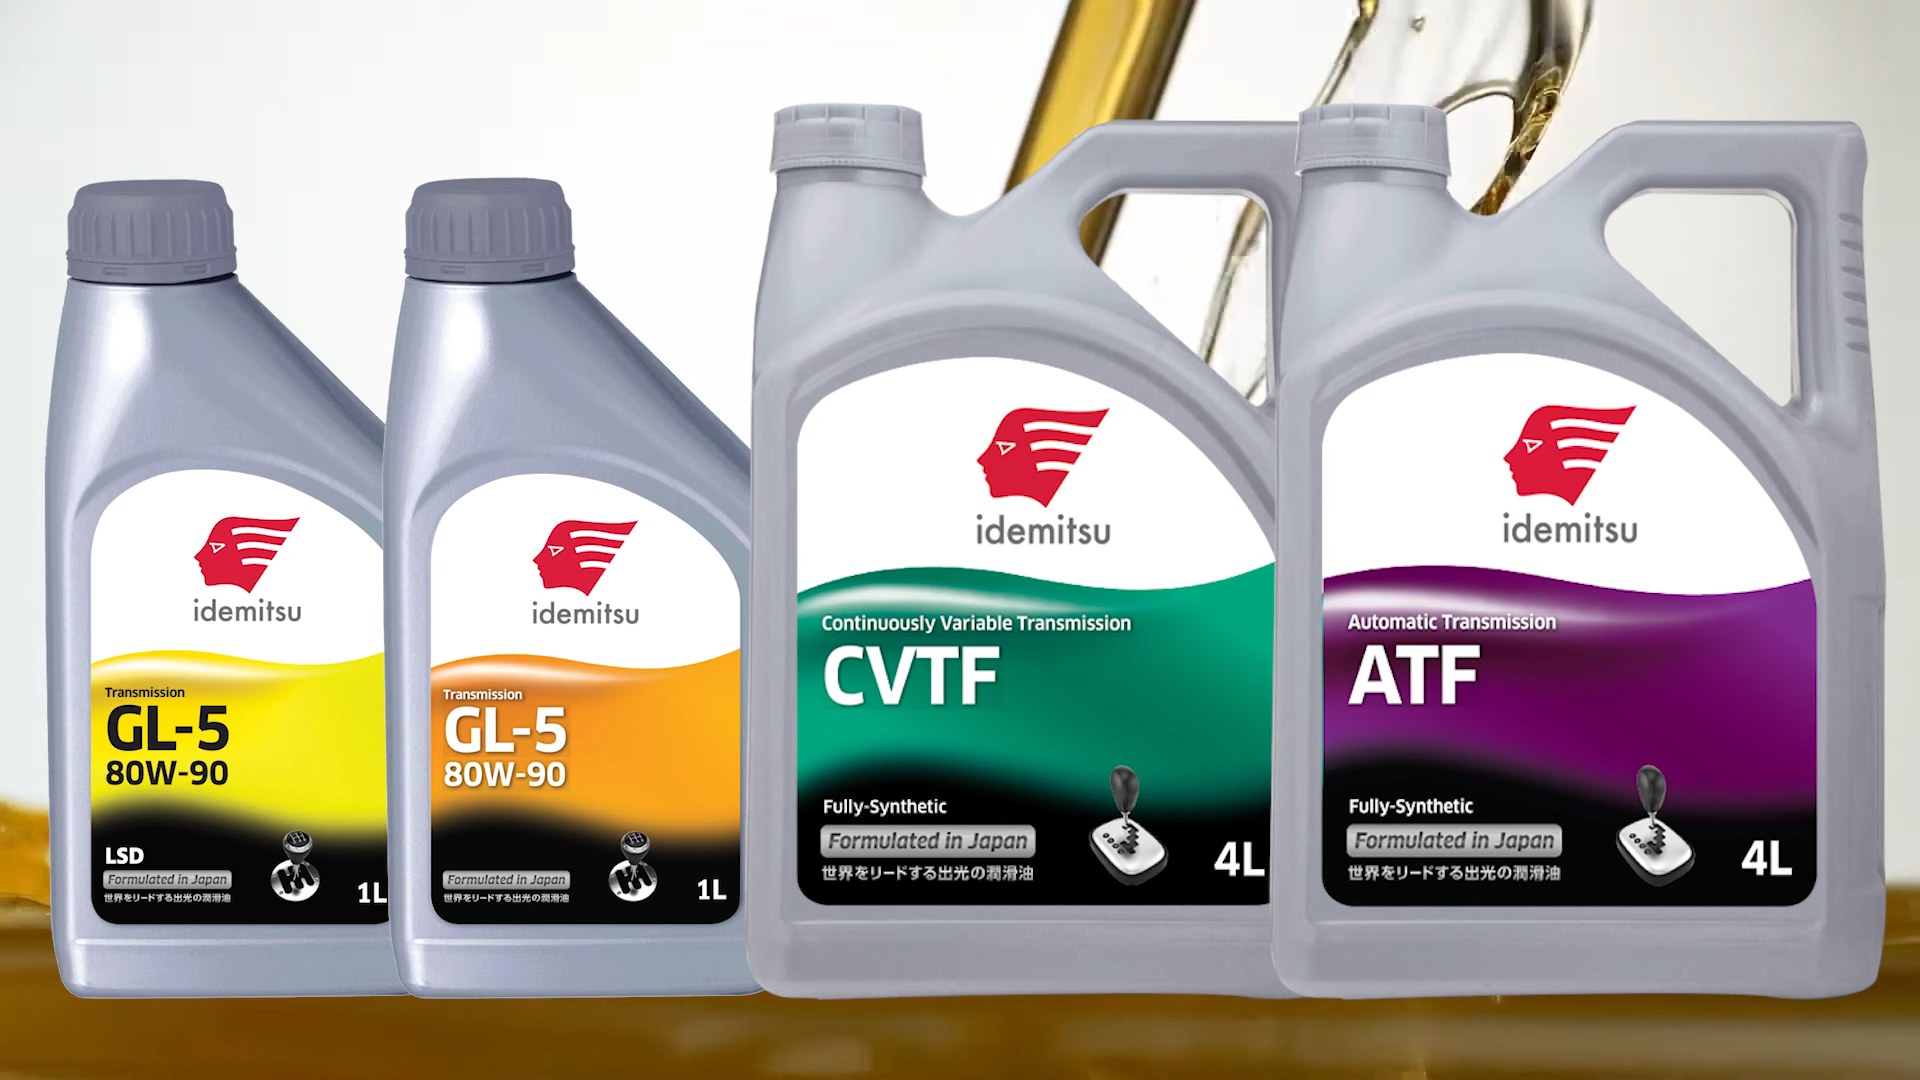 idemitsu
Transmission
GL-5
80W-90
LSD
Formulated in Japan
世界をリードする出光の潤滑油
1L
idemitsu
Transmission
GL-5
80W-90
Formulated in Japan
世界をリードする出光の潤滑油
1L
idemitsu
Continuously Variable Transmission
CVTF
Fully-Synthetic
Formulated in Japan
世界をリードする出光の潤滑油
4L
idemitsu
Automatic Transmission
ATF
Fully-Synthetic
Formulated in Japan
世界をリードする出光の潤滑油
4L